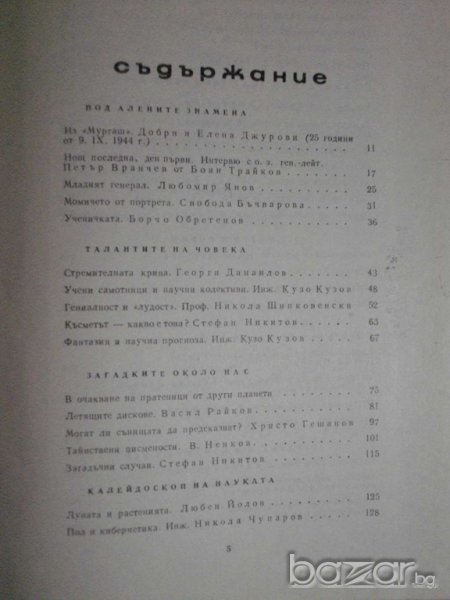 съдържание
ПОД АЛЕНИТЕ ЗНАМЕНА
Из «Мургаш». Добри и Елена Джурови (25 години
от 9. IX. 1944 г.) 11
Нощ последна, ден първи. Интервю с о. з. ген.-лейт.
Петър Вранчев от Боян Трайков 17
Младият генерал. Любомир Янов 25
Момичето от портрета. Свобода Бъчварова 31
Ученичката. Борчо Обретенов 36
ТАЛАНТИТЕ НА ЧОВЕКА
Стремителната крива. Георги Данаилов 43
Учени самотници и научни колективи. Инж. Кузо Кузов 48
Гениалност и «лудост». Проф. Никола Шипковенски 52
Късметът — какво е това? Стефан Никитов 63
Фантазия и научна прогноза. Инж. Кузо Кузов 67
ЗАГАДКИТЕ ОКОЛО НАС
В очакване на пратеници от други планети 75
Летящите дискове. Васил Райков 81
Могат ли сънищата да предсказват? Христо Гешанов 97
Тайнствени писмености. В. Ненков 101
Загадъчни случаи. Стефан Никитов 115
КАЛЕЙДОСКОП НА НАУКАТА
Луната и растенията. Любен Йолов 125
Пол и кибернетика. Инж. Никола Чупаров 128
5
bazar.bg